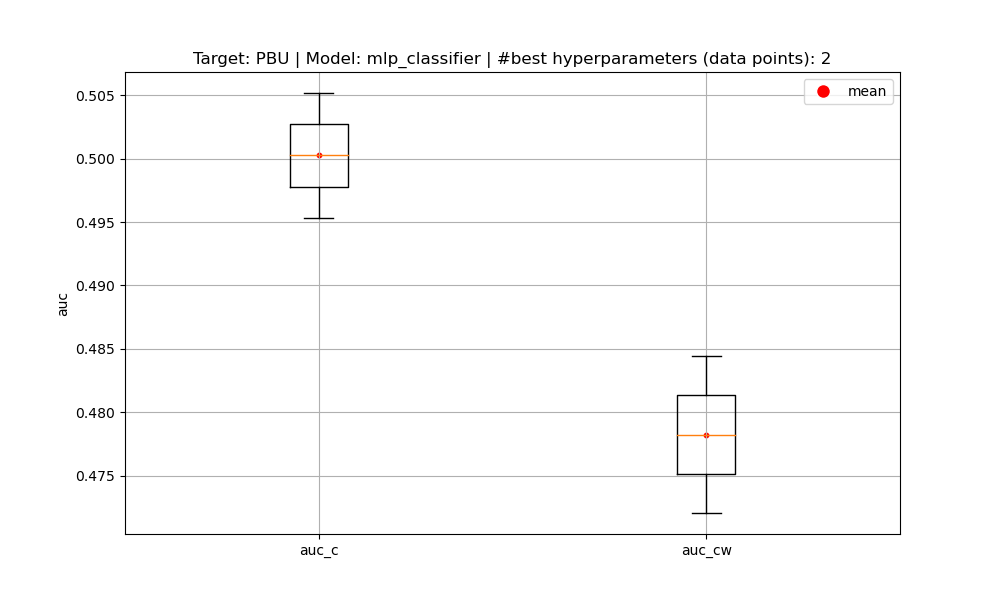 Target: PBU | Model: mlp_classifier | #best hyperparameters (data points): 2
mean
0.505
0.500
0.495
0.490
0.485
0.480
0.475
auc
auc_c
auc_cw